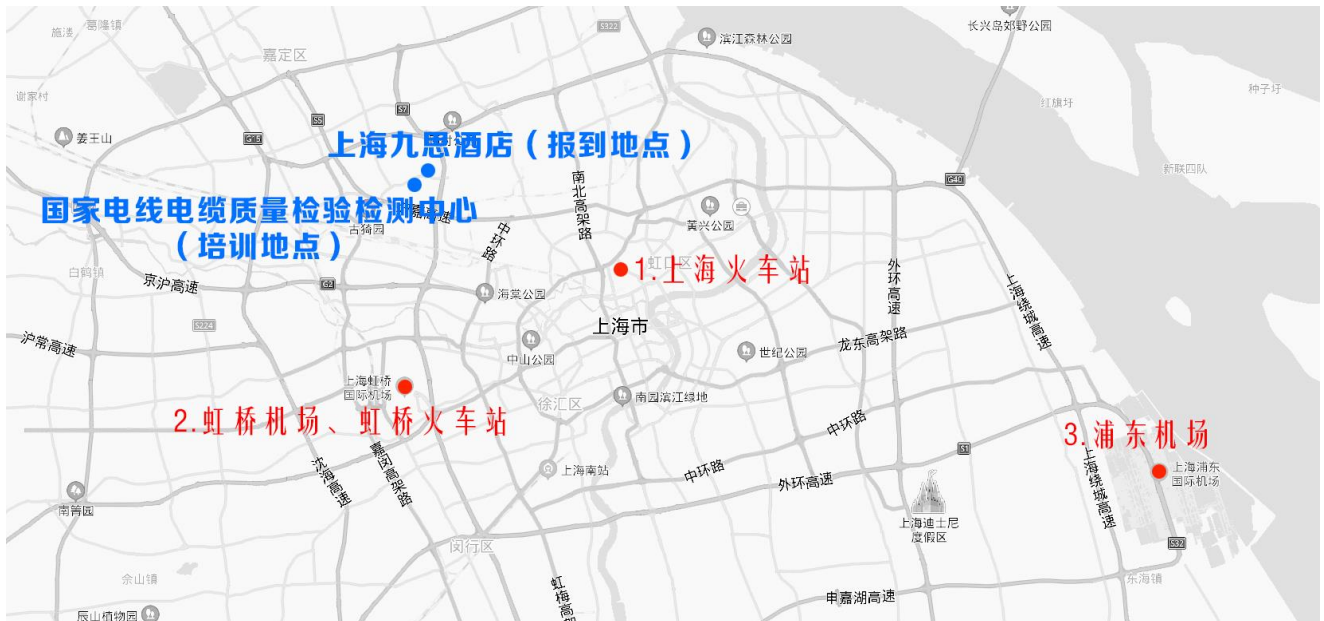 葛隆镇
施溇
嘉定区
S322
滨江森林公园
长兴岛郊野公园
谢家村
种子圩
红旗圩
S7
S5
G15
姜王山
上海九思酒店（报到地点）
新联四队
G40
南北高架路
国家电线电缆质量检验检测中心
（培训地点）
古猗园
中环路
黄兴公园
白鹤镇
京沪高速
G2
虹口区
1.上海火车站
外环高速
上海绕城高速
海棠公园
S224
上海市
沪常高速
中山公园
世纪公园
龙东高架路
上海虹桥
国际机场
徐汇区
南园滨江绿地
2.虹桥机场、虹桥火车站
中环路
3.浦东机场
沈海高速
嘉闵高架路
上海南站
中环路
外环高速
S1
上海绕城高速
上海浦东
国际机场
南箐园
上海迪士尼
度假区
闵行区
S32
佘山镇
东海镇
虹梅高架
申嘉湖高速
辰山植物园